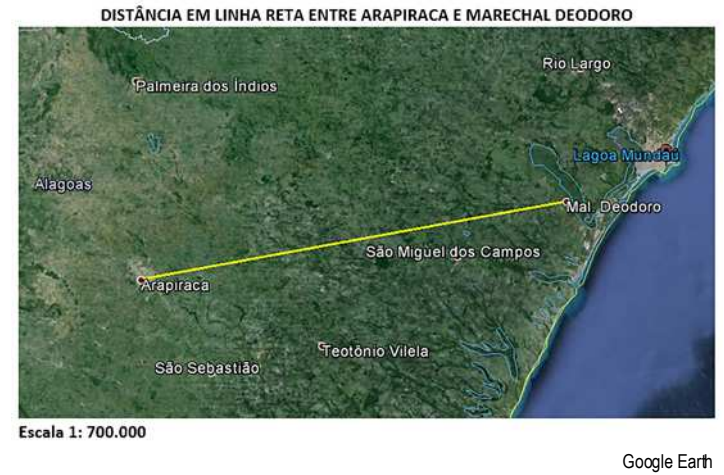 DISTÂNCIA EM LINHA RETA ENTRE ARAPIRACA E MARECHAL DEODORO
Rio Largo
Palmeira dos Índios
Lagoa Mundaú
Alagoas
Mal. Deodoro
São Miguel dos Campos
Arapiraca
Teotônio Vilela
São Sebastião
Escala 1: 700.000
Google Earth